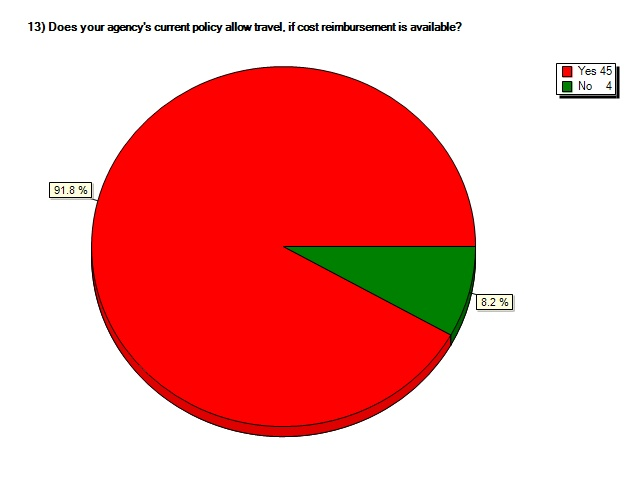 13) Does your agency's current policy allow travel, if cost reimbursement is available?
Yes 45
No 4
91.8 %
8.2 %